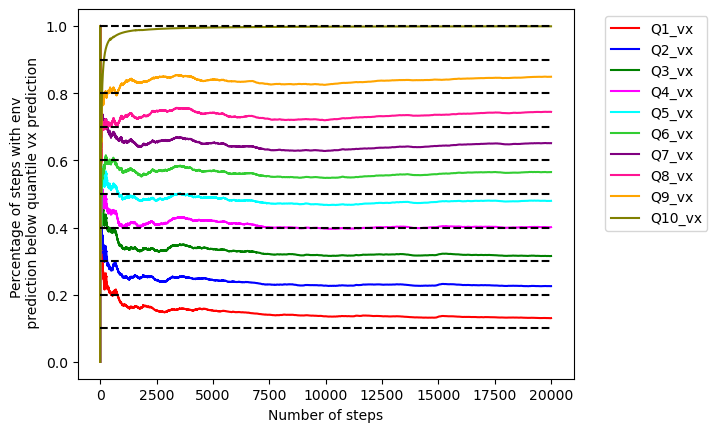 Percentage of steps with env
prediction below quantile vx prediction
1.0
0.8
0.6
0.4
0.2
0.0
0
2500
5000
7500
10000
12500
15000
17500
20000
Number of steps
Q1_vx
Q2_vx
Q3_vx
Q4_vx
Q5_vx
Q6_vx
Q7_vx
Q8_vx
Q9_vx
Q10_vx